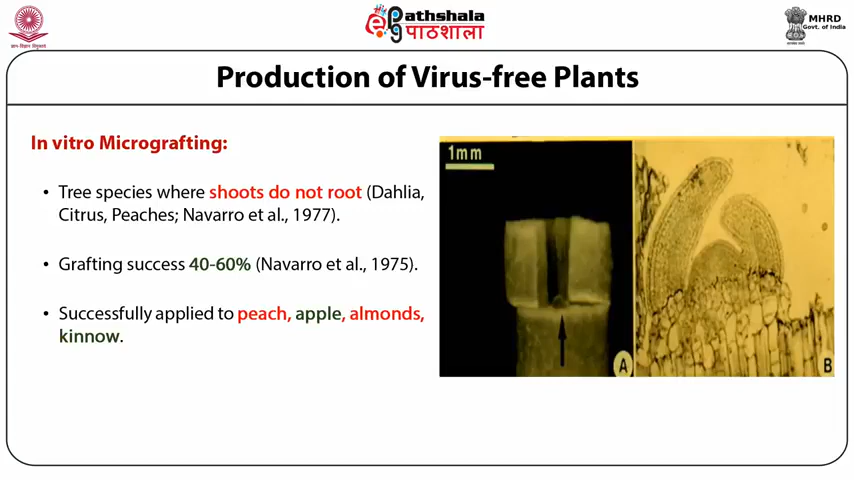 ePG Pathshala
पाठशाला
MHRD
Govt. of India
Production of Virus-free Plants
In vitro Micrografting:
• Tree species where shoots do not root (Dahlia,
Citrus, Peaches; Navarro et al., 1977).
• Grafting success 40-60% (Navarro et al., 1975).
• Successfully applied to peach, apple, almonds,
kinnow.
1mm
A
B